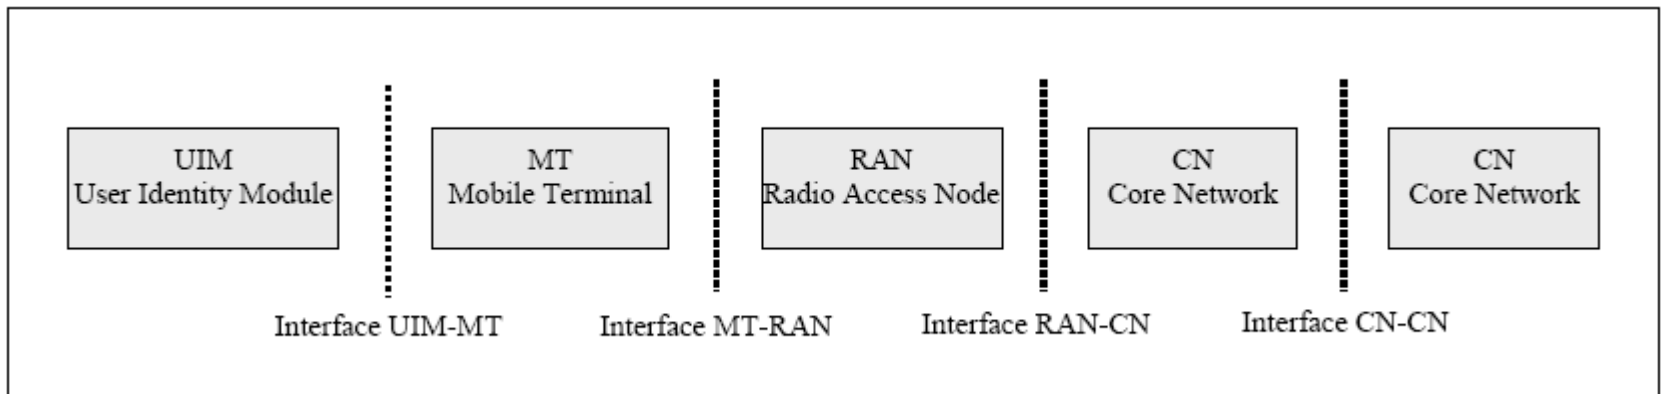 UIM
User Identity Module
MT
Mobile Terminal
RAN
Radio Access Node
CN
Core Network
CN
Core Network
Interface UIM-MT
Interface MT-RAN
Interface RAN-CN
Interface CN-CN